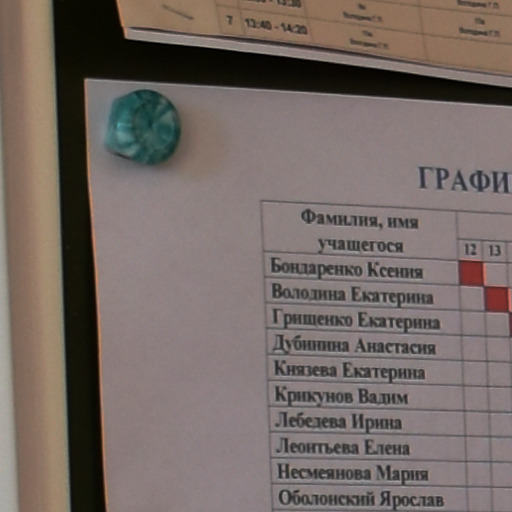 7 13:40 - 14:20
ГРАФИ
Фамилия, имя
учащегося
12 13
Бондаренко Ксения
Володина Екатерина
Грищенко Екатерина
Дубинина Анастасия
Князева Екатерина
Крикунов Вадим
Лебедева Ирина
Леонтьева Елена
Несмеянова Мария
Оболонский Ярослав